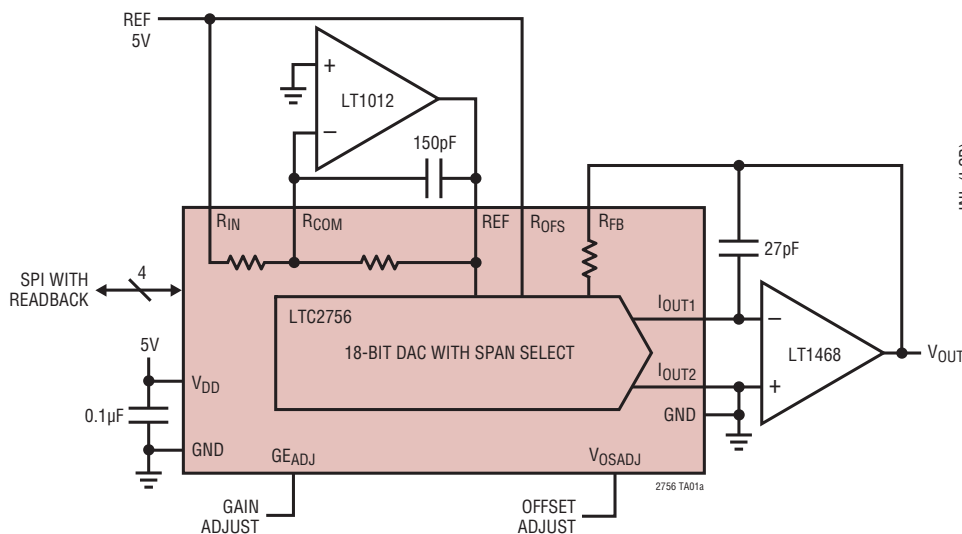 REF
5V
+
LT1012
–
150pF
INL (LSB)
RIN
RCOM
REF
ROFS
RFB
27pF
SPI WITH
READBACK
4
LTC2756
18-BIT DAC WITH SPAN SELECT
IOUT1
–
LT1468
VOUT
5V
IOUT2
+
VDD
GND
0.1µF
GND
GEADJ
VOSADJ
2756 TA01a
GAIN
ADJUST
OFFSET
ADJUST